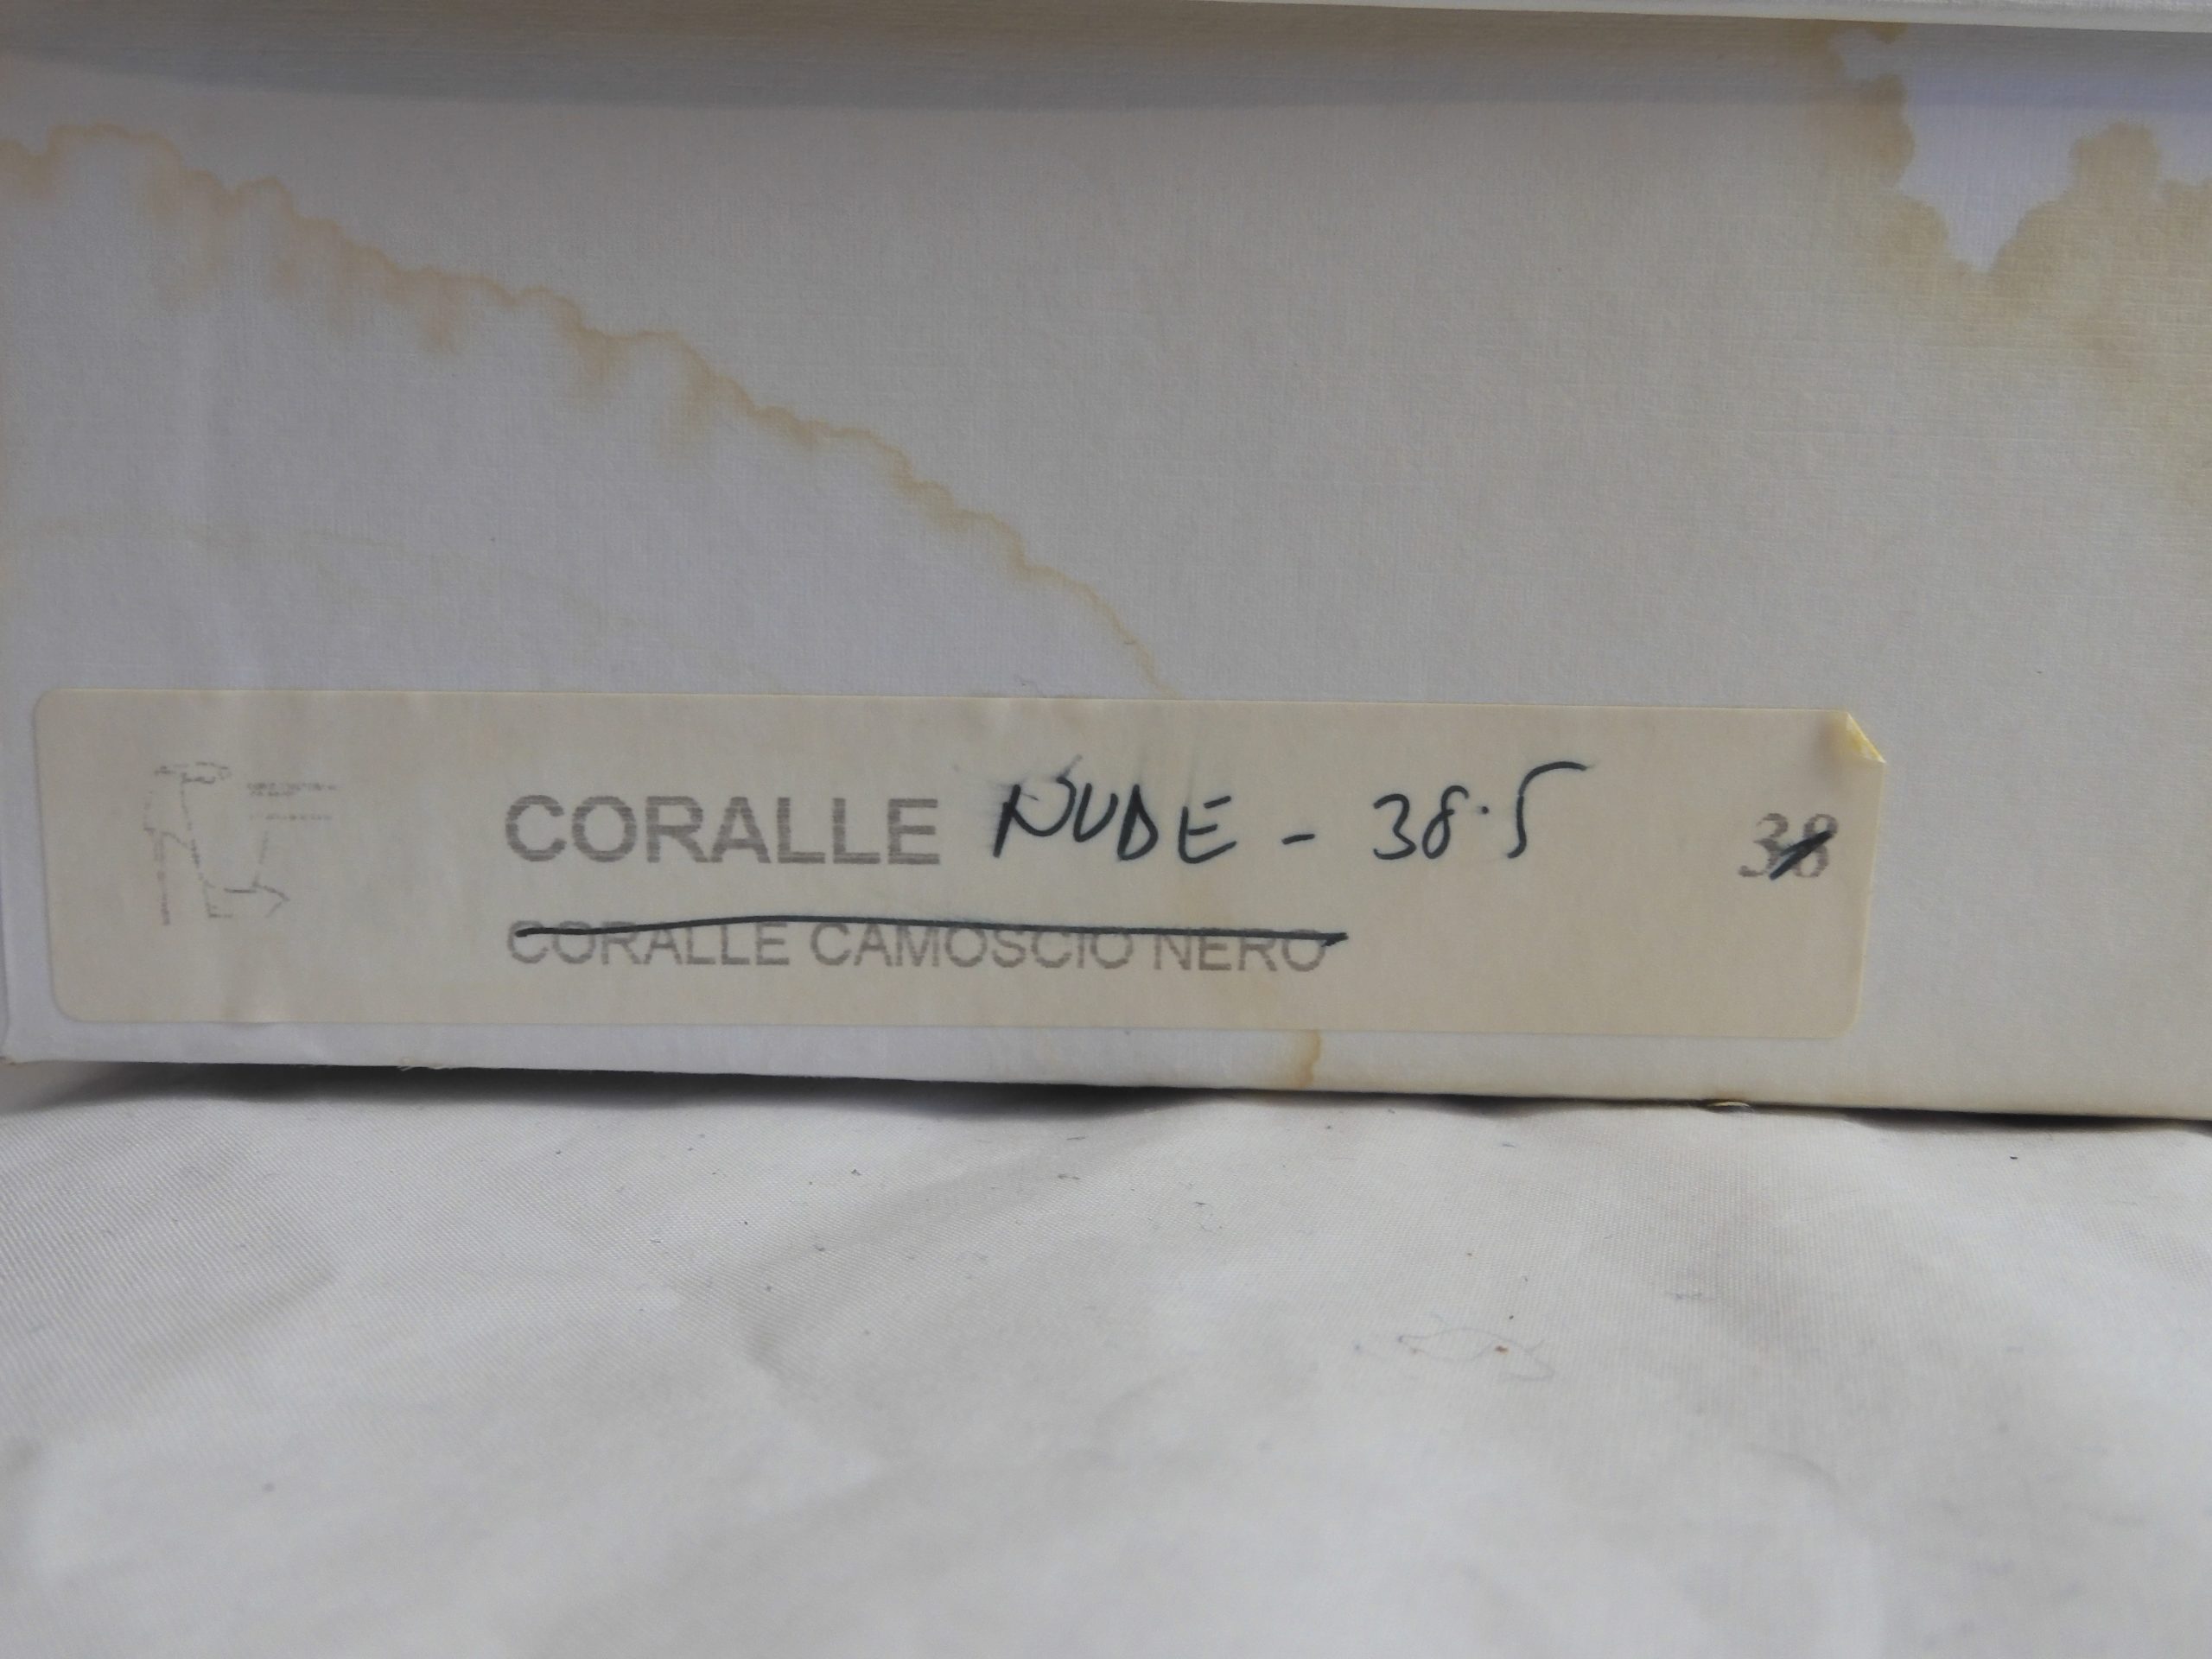 CORALLE NUDE - 38.5 38
CORALLE CAMOSCIO NERO